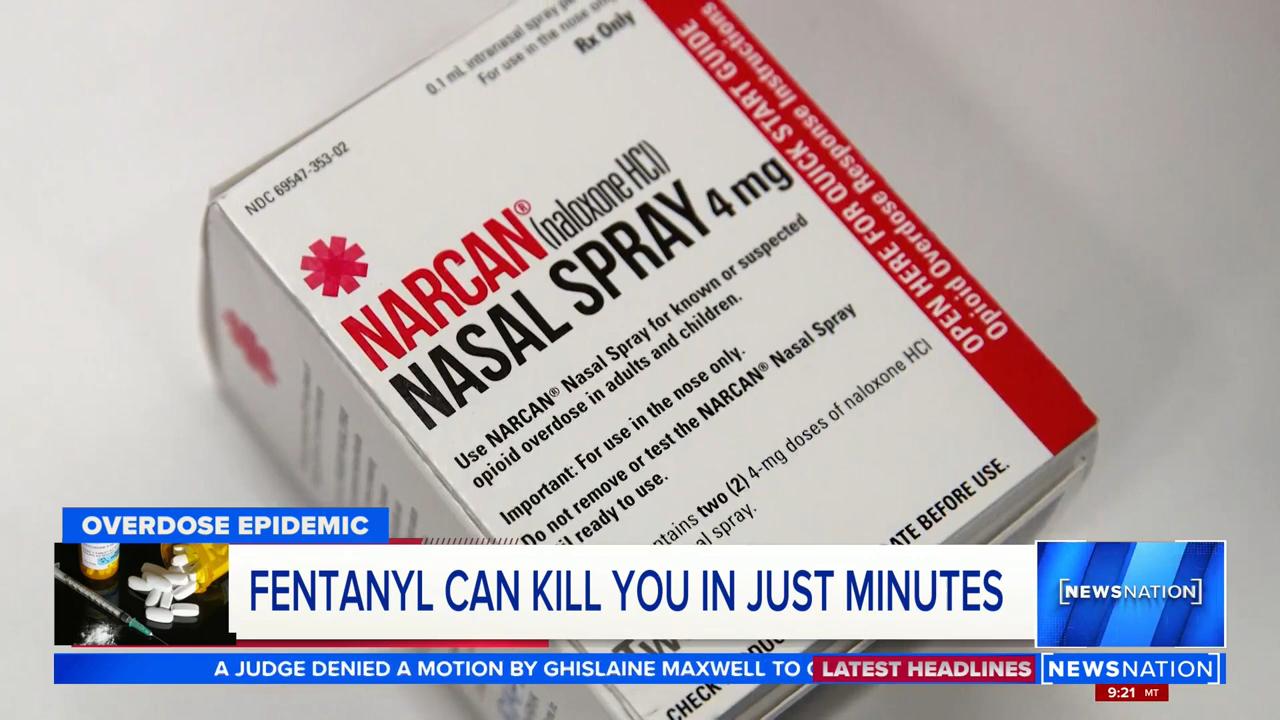 0.1 mL intranasal spray
For use in the nose only
Rx Only
NDC 69547-353-02
NARCAN® (naloxone HCl)
NASAL SPRAY 4 mg
Use NARCAN® Nasal Spray for known or suspected
opioid overdose in adults and children.
Important: For use in the nose only.
Do not remove or test the NARCAN® Nasal Spray
ready to use.
two (2) 4-mg doses of naloxone HCl
spray.
BEFORE USE.
CHECK
OPEN HERE FOR QUICK START GUIDE
Opioid Overdose Response Instructions
OVERDOSE EPIDEMIC
FENTANYL CAN KILL YOU IN JUST MINUTES
[NEWSNATION]
A JUDGE DENIED A MOTION BY GHISLAINE MAXWELL TO
LATEST HEADLINES
[NEWSNATION]
9:21 MT